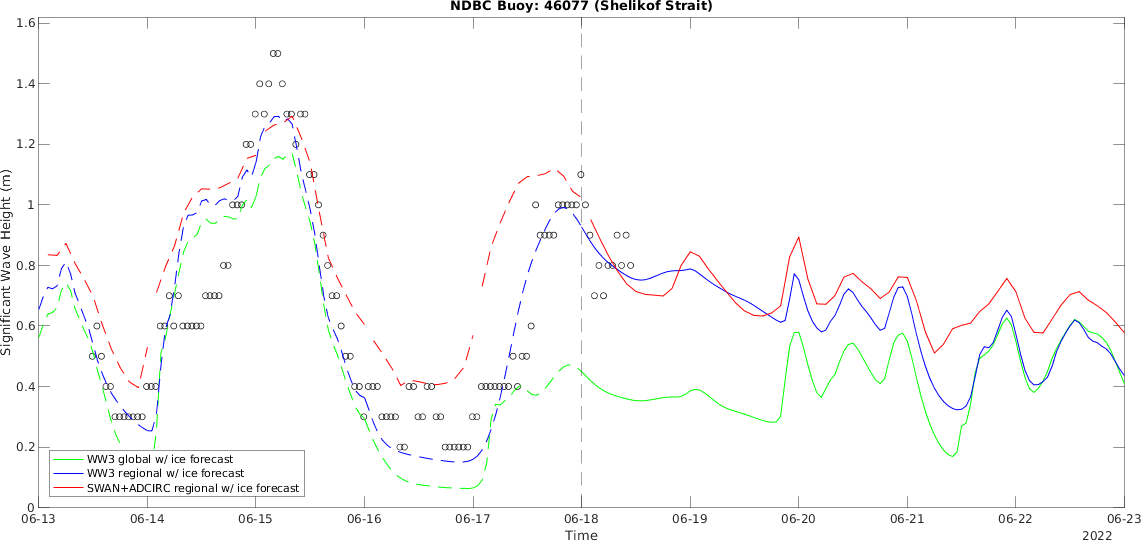 NDBC Buoy: 46077 (Shelikof Strait)
1.6
1.4
1.2
1
0.8
0.6
0.4
0.2
0
Significant Wave Height (m)
WW3 global w/ ice forecast
WW3 regional w/ ice forecast
SWAN+ADCIRC regional w/ ice forecast
06-13 06-14 06-15 06-16 06-17 06-18 06-19 06-20 06-21 06-22 06-23
Time
2022